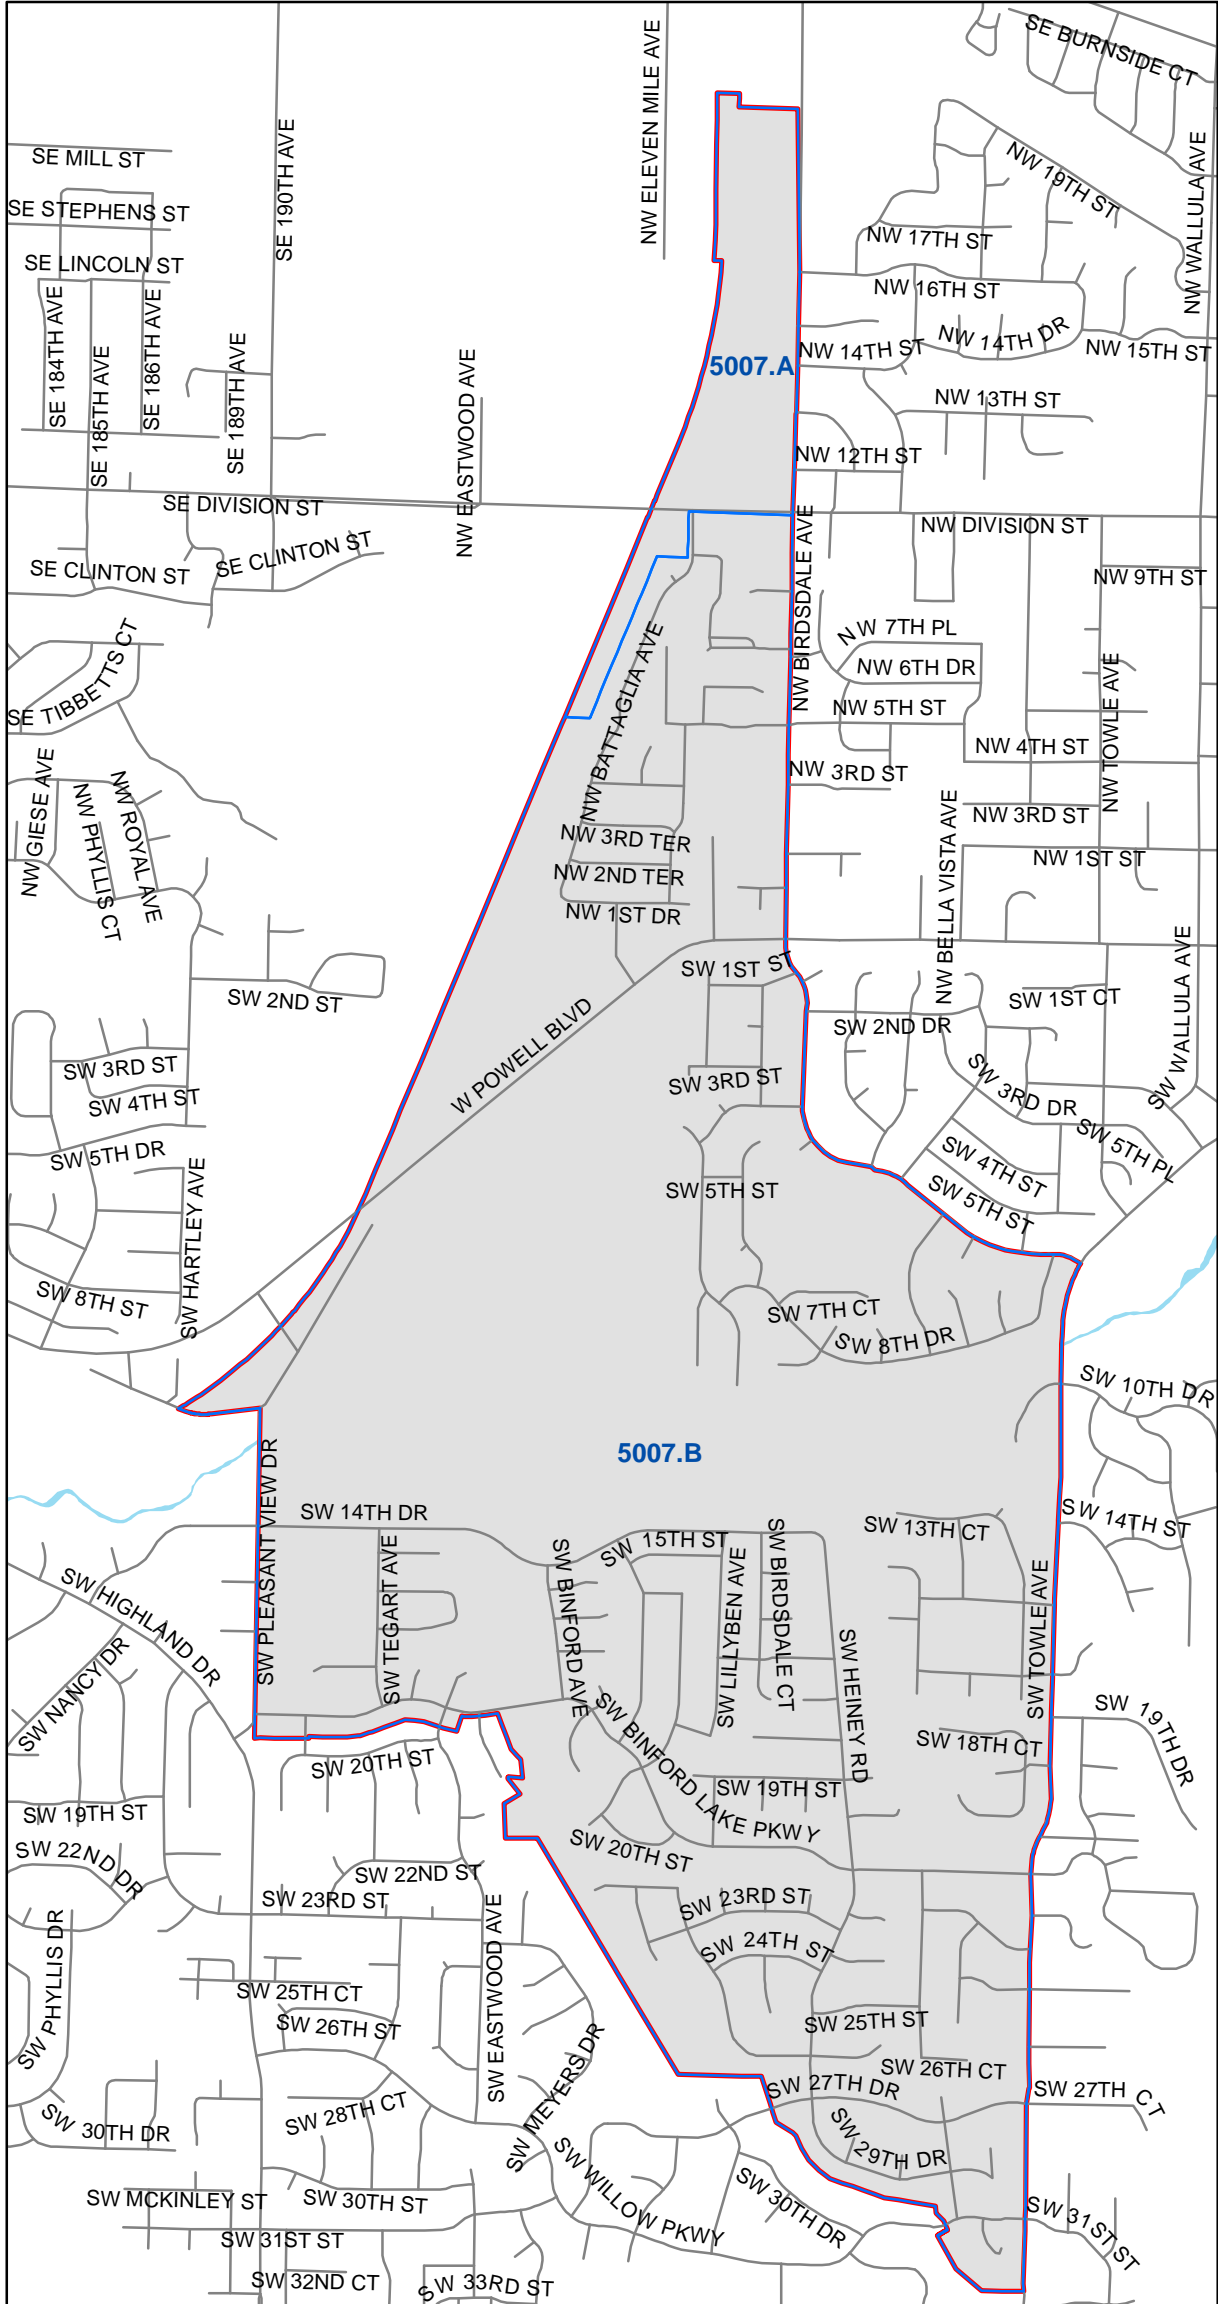 SE BURNSIDE CT
NW ELEVEN MILE AVE
SE 190TH AVE
SE MILL ST
NW 19TH ST
NW WALLULA AVE
SE STEPHENS ST
NW 17TH ST
SE LINCOLN ST
NW 16TH ST
SE 184TH AVE
SE 186TH AVE
SE 185TH AVE
SE 189TH AVE
NW 14TH DR
NW 14TH ST
NW 15TH ST
5007.A
NW EASTWOOD AVE
NW 13TH ST
NW 12TH ST
SE DIVISION ST
NW DIVISION ST
NW BIRDSDALE AVE
SE CLINTON ST
SE CLINTON ST
NW 9TH ST
SE TIBBETTS CT
NW BATTAGLIA AVE
NW 7TH PL
NW 6TH DR
NW TOWLE AVE
NW 5TH ST
NW 4TH ST
NW GIESE AVE
NW PHYLLIS CT
NW ROYAL AVE
NW 3RD ST
NW 3RD ST
NW 3RD TER
NW BELLA VISTA AVE
NW 1ST ST
NW 2ND TER
NW 1ST DR
SW 1ST ST
SW WALLULA AVE
SW 2ND ST
SW 1ST CT
W POWELL BLVD
SW 2ND DR
SW 3RD ST
SW 3RD ST
SW 3RD DR
SW 4TH ST
SW 5TH DR
SW 5TH PL
SW 4TH ST
SW HARTLEY AVE
SW 5TH ST
SW 5TH ST
SW 8TH ST
SW 7TH CT
SW 8TH DR
SW 10TH DR
5007.B
SW PLEASANT VIEW DR
SW 14TH DR
SW 13TH CT
SW 14TH ST
SW 15TH ST
SW BIRDSDALE CT
SW TEGART AVE
SW BINFORD AVE
SW LILLYBEN AVE
SW HIGHLAND DR
SW TOWLE AVE
SW NANCY DR
SW HEINEY RD
SW BINFORD LAKE PKWY
SW 19TH DR
SW 18TH CT
SW 20TH ST
SW 19TH ST
SW 19TH ST
SW 20TH ST
SW 22ND DR
SW 22ND ST
SW 23RD ST
SW 23RD ST
SW EASTWOOD AVE
SW PHYLLIS DR
SW 24TH ST
SW 25TH CT
SW 26TH ST
SW 25TH ST
SW MEYERS DR
SW 26TH CT
SW 27TH DR
SW 27TH CT
SW 28TH CT
SW 30TH DR
SW 29TH DR
SW WILLOW PKWY
SW 30TH DR
SW MCKINLEY ST
SW 30TH ST
SW 31ST ST
SW 31ST ST
SW 32ND CT
SW 33RD ST